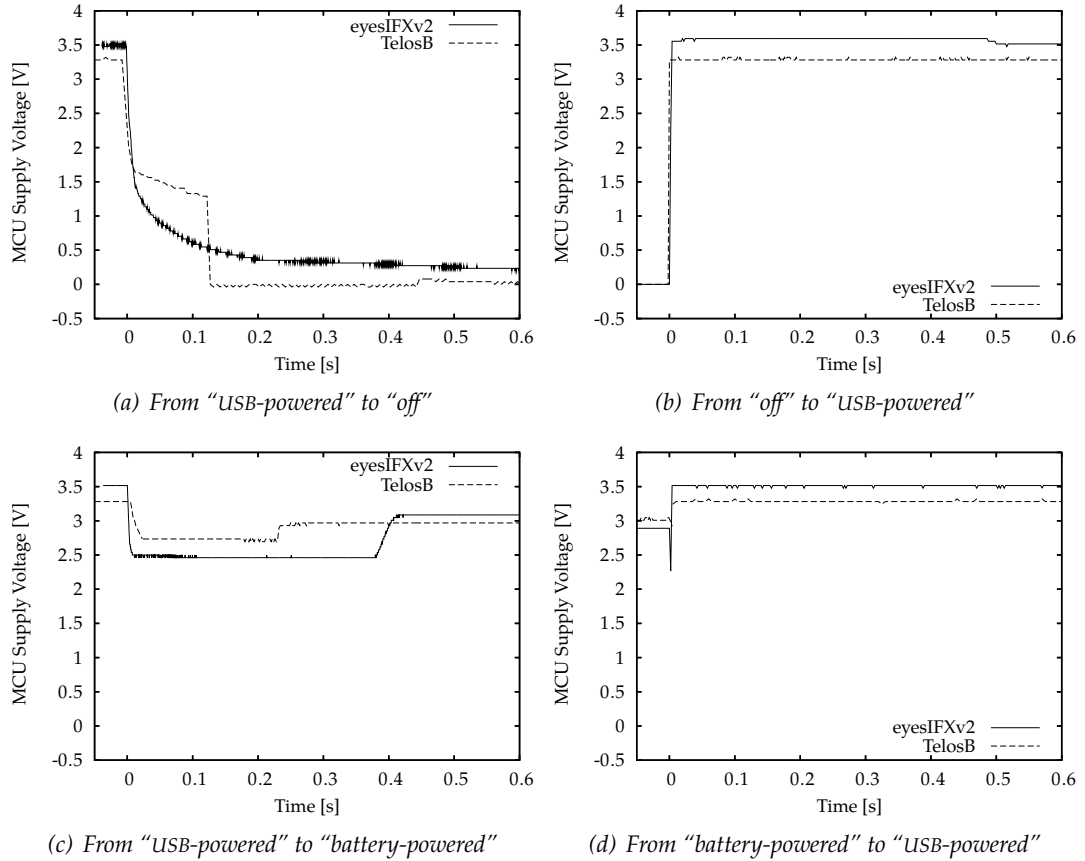 eyesIFXv2
TelosB
4
3.5
3
2.5
2
1.5
1
0.5
0
-0.5
MCU Supply Voltage [V]
0 0.1 0.2 0.3 0.4 0.5 0.6
Time [s]
(a) From “USB-powered” to “off”
4
3.5
3
2.5
2
1.5
1
0.5
0
-0.5
MCU Supply Voltage [V]
eyesIFXv2
TelosB
0 0.1 0.2 0.3 0.4 0.5 0.6
Time [s]
(b) From “off” to “USB-powered”
eyesIFXv2
TelosB
4
3.5
3
2.5
2
1.5
1
0.5
0
-0.5
MCU Supply Voltage [V]
0 0.1 0.2 0.3 0.4 0.5 0.6
Time [s]
(c) From “USB-powered” to “battery-powered”
4
3.5
3
2.5
2
1.5
1
0.5
0
-0.5
MCU Supply Voltage [V]
eyesIFXv2
TelosB
0 0.1 0.2 0.3 0.4 0.5 0.6
Time [s]
(d) From “battery-powered” to “USB-powered”